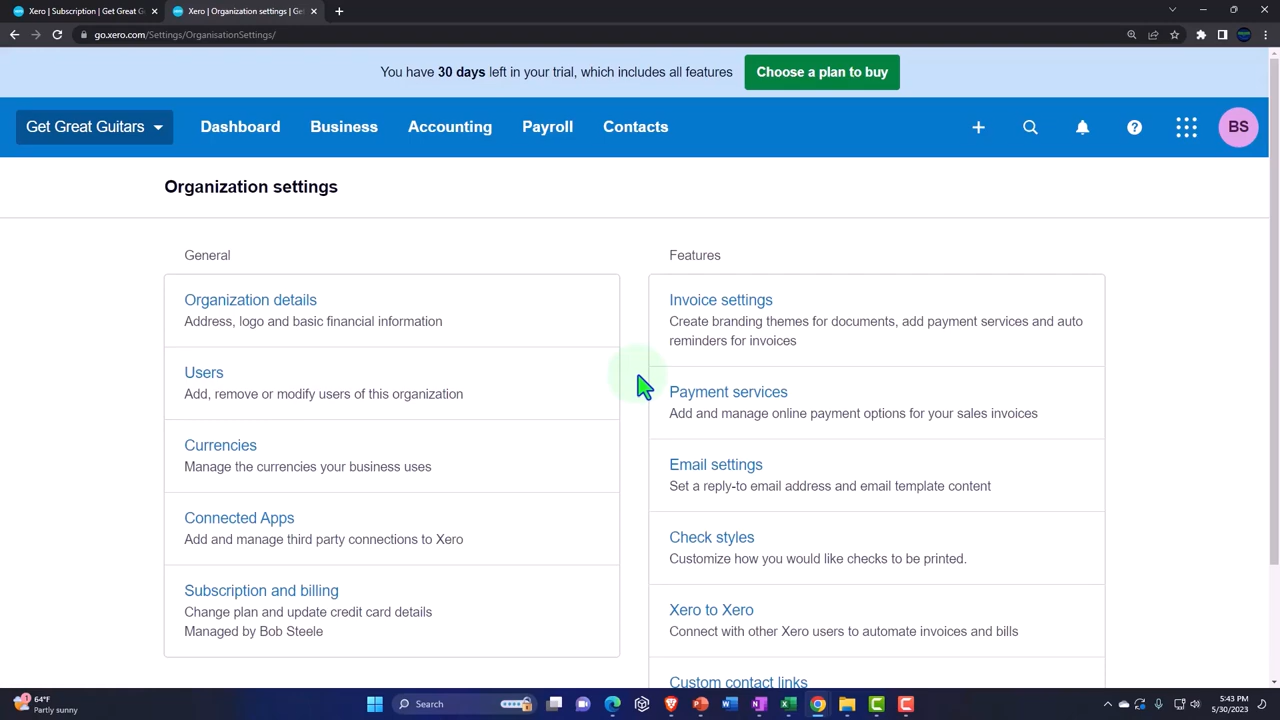 Xero | Subscription | Get Great G
Xero | Organization settings | Get
go.xero.com/Settings/OrganisationSettings/
You have 30 days left in your trial, which includes all features
Choose a plan to buy
Get Great Guitars
Dashboard
Business
Accounting
Payroll
Contacts
BS
Organization settings
General
Organization details
Address, logo and basic financial information
Users
Add, remove or modify users of this organization
Currencies
Manage the currencies your business uses
Connected Apps
Add and manage third party connections to Xero
Subscription and billing
Change plan and update credit card details
Managed by Bob Steele
Features
Invoice settings
Create branding themes for documents, add payment services and auto
reminders for invoices
Payment services
Add and manage online payment options for your sales invoices
Email settings
Set a reply-to email address and email template content
Check styles
Customize how you would like checks to be printed.
Xero to Xero
Connect with other Xero users to automate invoices and bills
Custom contact links
64°F
Partly sunny
Search
5:43 PM
5/30/2023